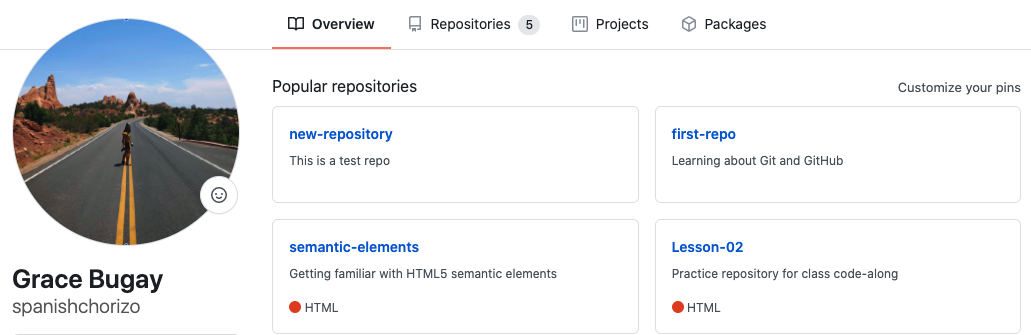 Overview Repositories 5 Projects Packages
Popular repositories Customize your pins
new-repository
This is a test repo
first-repo
Learning about Git and GitHub
semantic-elements
Getting familiar with HTML5 semantic elements
HTML
Lesson-02
Practice repository for class code-along
HTML
Grace Bugay
spanishchorizo